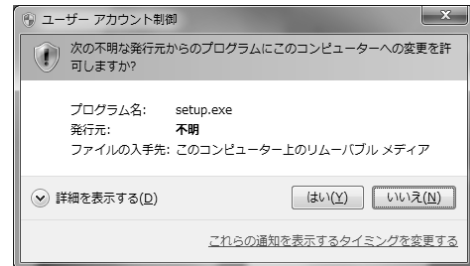 ユーザー アカウント制御
次の不明な発行元からのプログラムにこのコンピューターへの変更を許
可しますか?
プログラム名: setup.exe
発行元: 不明
ファイルの入手先: このコンピューター上のリムーバブル メディア
詳細を表示する(D)
はい(Y)
いいえ(N)
これらの通知を表示するタイミングを変更する